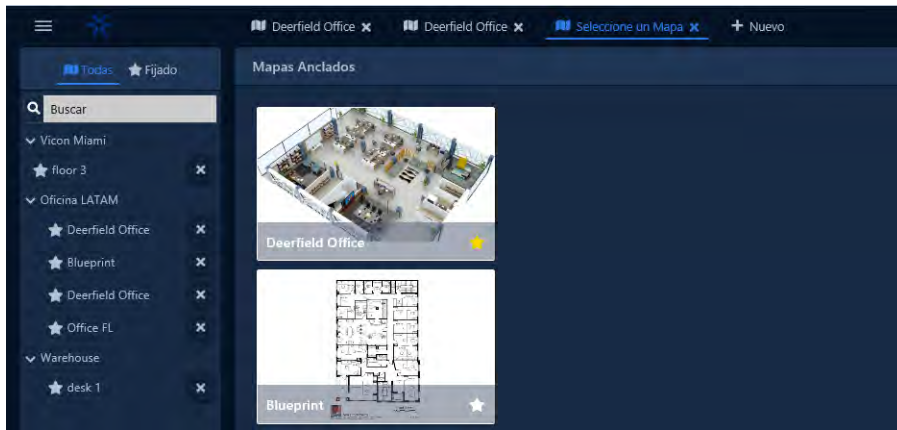 Deerfield Office
Deerfield Office
Seleccione un Mapa
Nuevo
Todas
Fijado
Mapas Anclados
Buscar
Vicon Miami
floor 3
Oficina LATAM
Deerfield Office
Blueprint
Deerfield Office
Office FL
Warehouse
desk 1
Deerfield Office
Blueprint